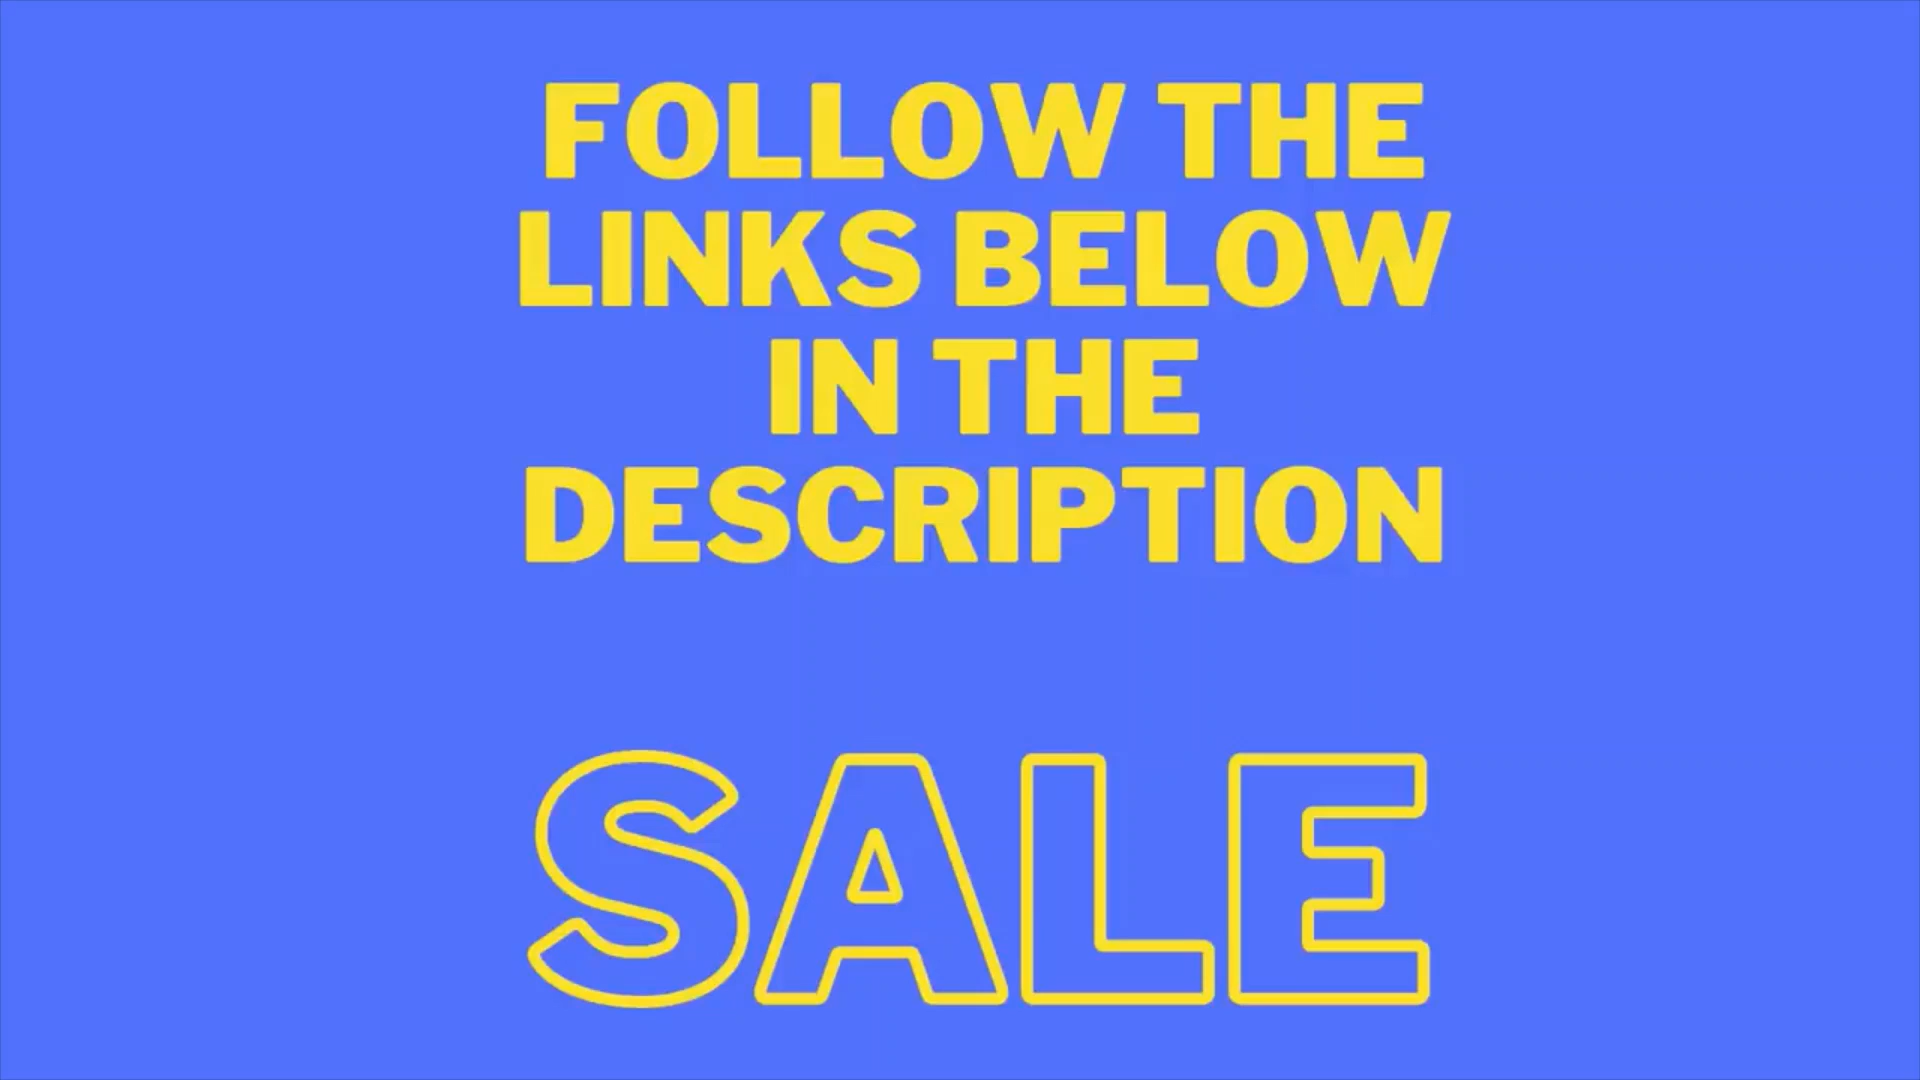 FOLLOW THE
LINKS BELOW
IN THE
DESCRIPTION
SALE